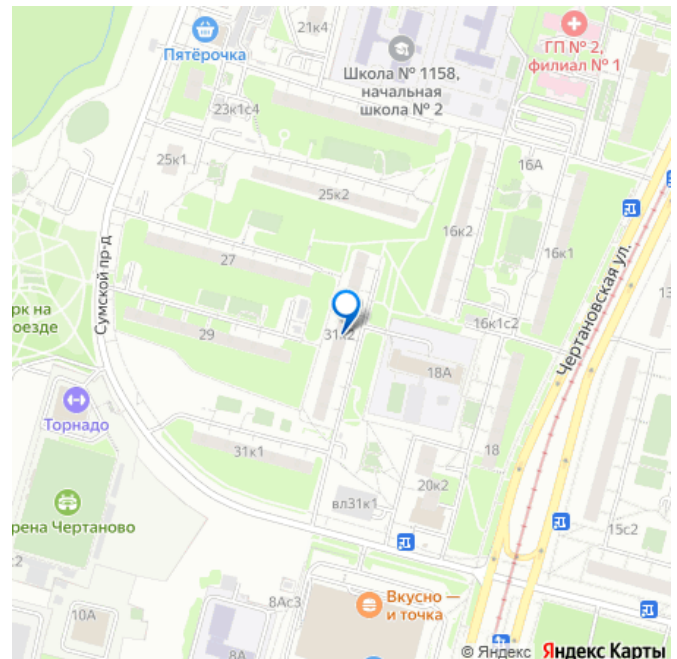 21к4
Пятёрочка
ГП № 2,
филиал № 1
Школа № 1158,
начальная
школа № 2
23к1с4
25к1
16А
25к2
16к2
16к1
27
Сумской пр-д
Чертановская ул.
13
рк на
оезде
29
31к2
16к1с2
18А
Торнадо
31к1
18
20к2
вл31к1
рена Чертаново
15с2
с2
10А
8Ас3
Вкусно —
и точка
8А
© Яндекс Яндекс Карты